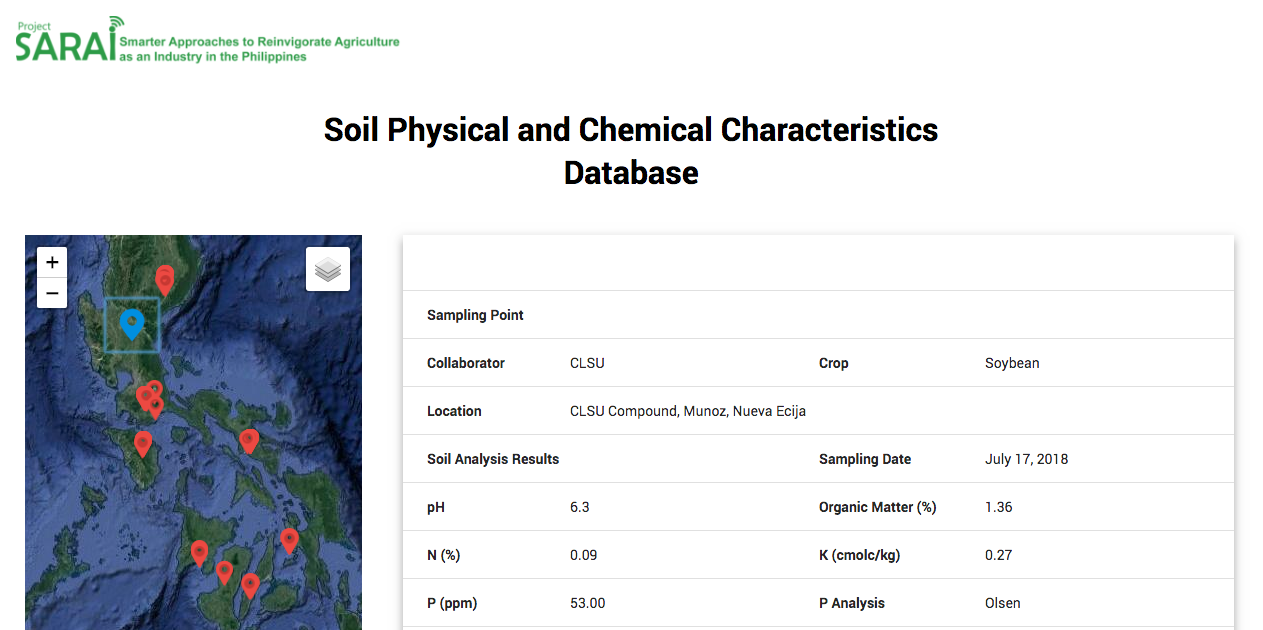 Project
SARAI
Smarter Approaches to Reinvigorate Agriculture
as an Industry in the Philippines
Soil Physical and Chemical Characteristics
Database
+
−
Sampling Point
Collaborator CLSU Crop Soybean
Location CLSU Compound, Munoz, Nueva Ecija
Soil Analysis Results Sampling Date July 17, 2018
pH 6.3 Organic Matter (%) 1.36
N (%) 0.09 K (cmolc/kg) 0.27
P (ppm) 53.00 P Analysis Olsen